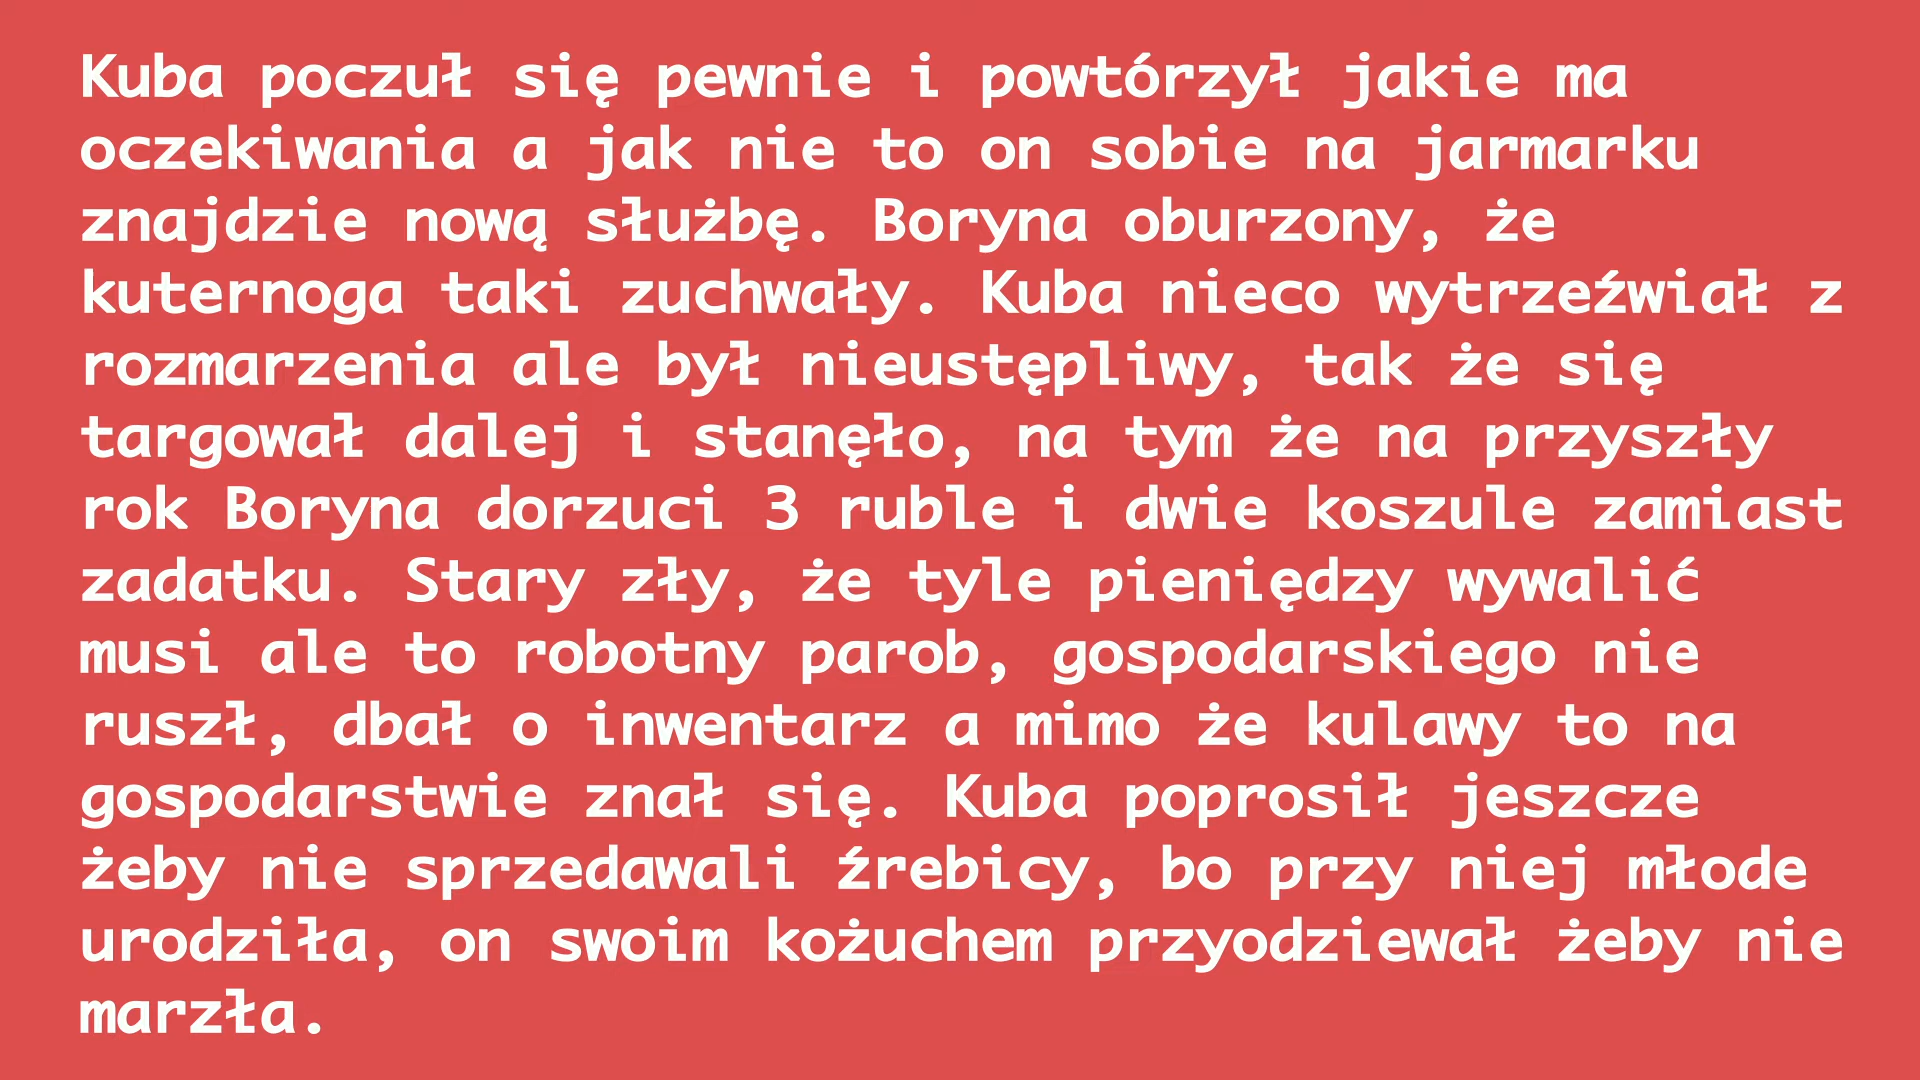 Kuba poczuł się pewnie i powtórzył jakie ma
oczekiwania a jak nie to on sobie na jarmarku
znajdzie nową służbę. Boryna oburzony, że
kuternoga taki zuchwały. Kuba nieco wytrzeźwiał z
rozmarzenia ale był nieustępliwy, tak że się
targował dalej i stanęło, na tym że na przyszły
rok Boryna dorzuci 3 ruble i dwie koszule zamiast
zadatku. Stary zły, że tyle pieniędzy wywalić
musi ale to robotny parob, gospodarskiego nie
ruszł, dbał o inwentarz a mimo że kulawy to na
gospodarstwie znał się. Kuba poprosił jeszcze
żeby nie sprzedawali źrebicy, bo przy niej młode
urodziła, on swoim kożuchem przyodziewał żeby nie
marzła.